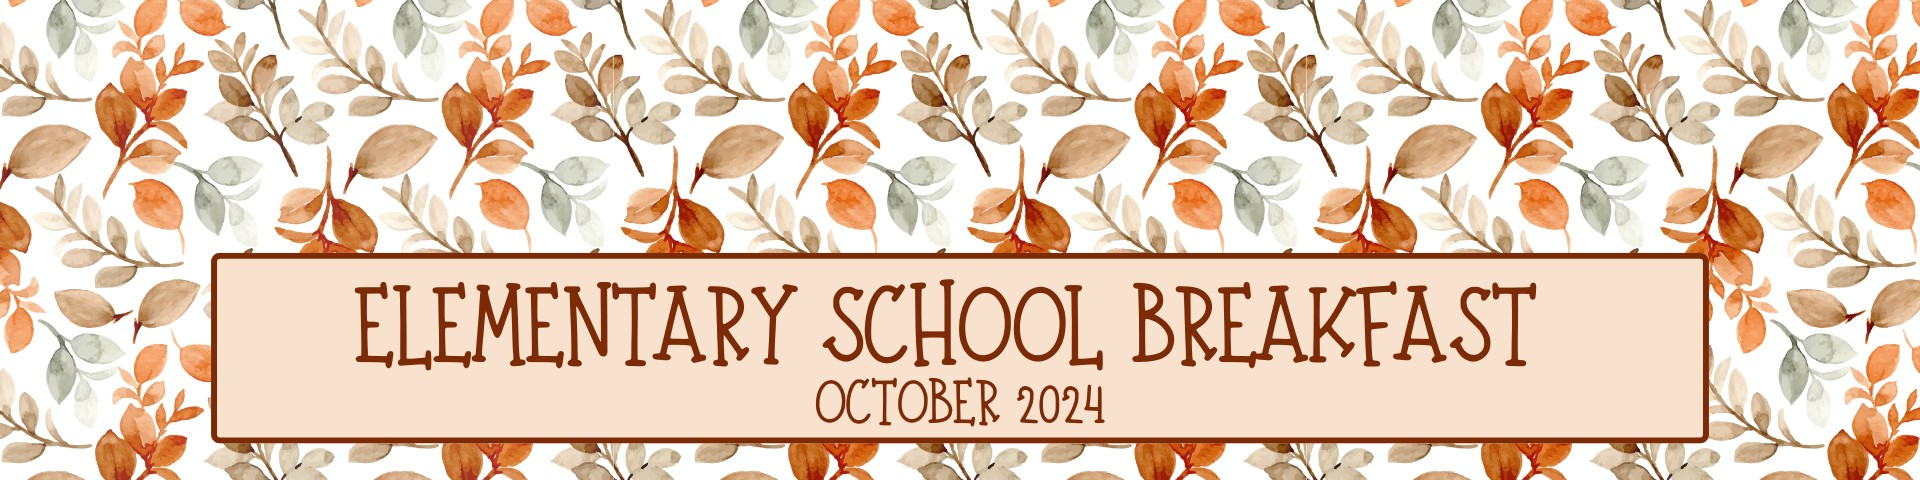 ELEMENTARY SCHOOL BREAKFAST
OCTOBER 2024